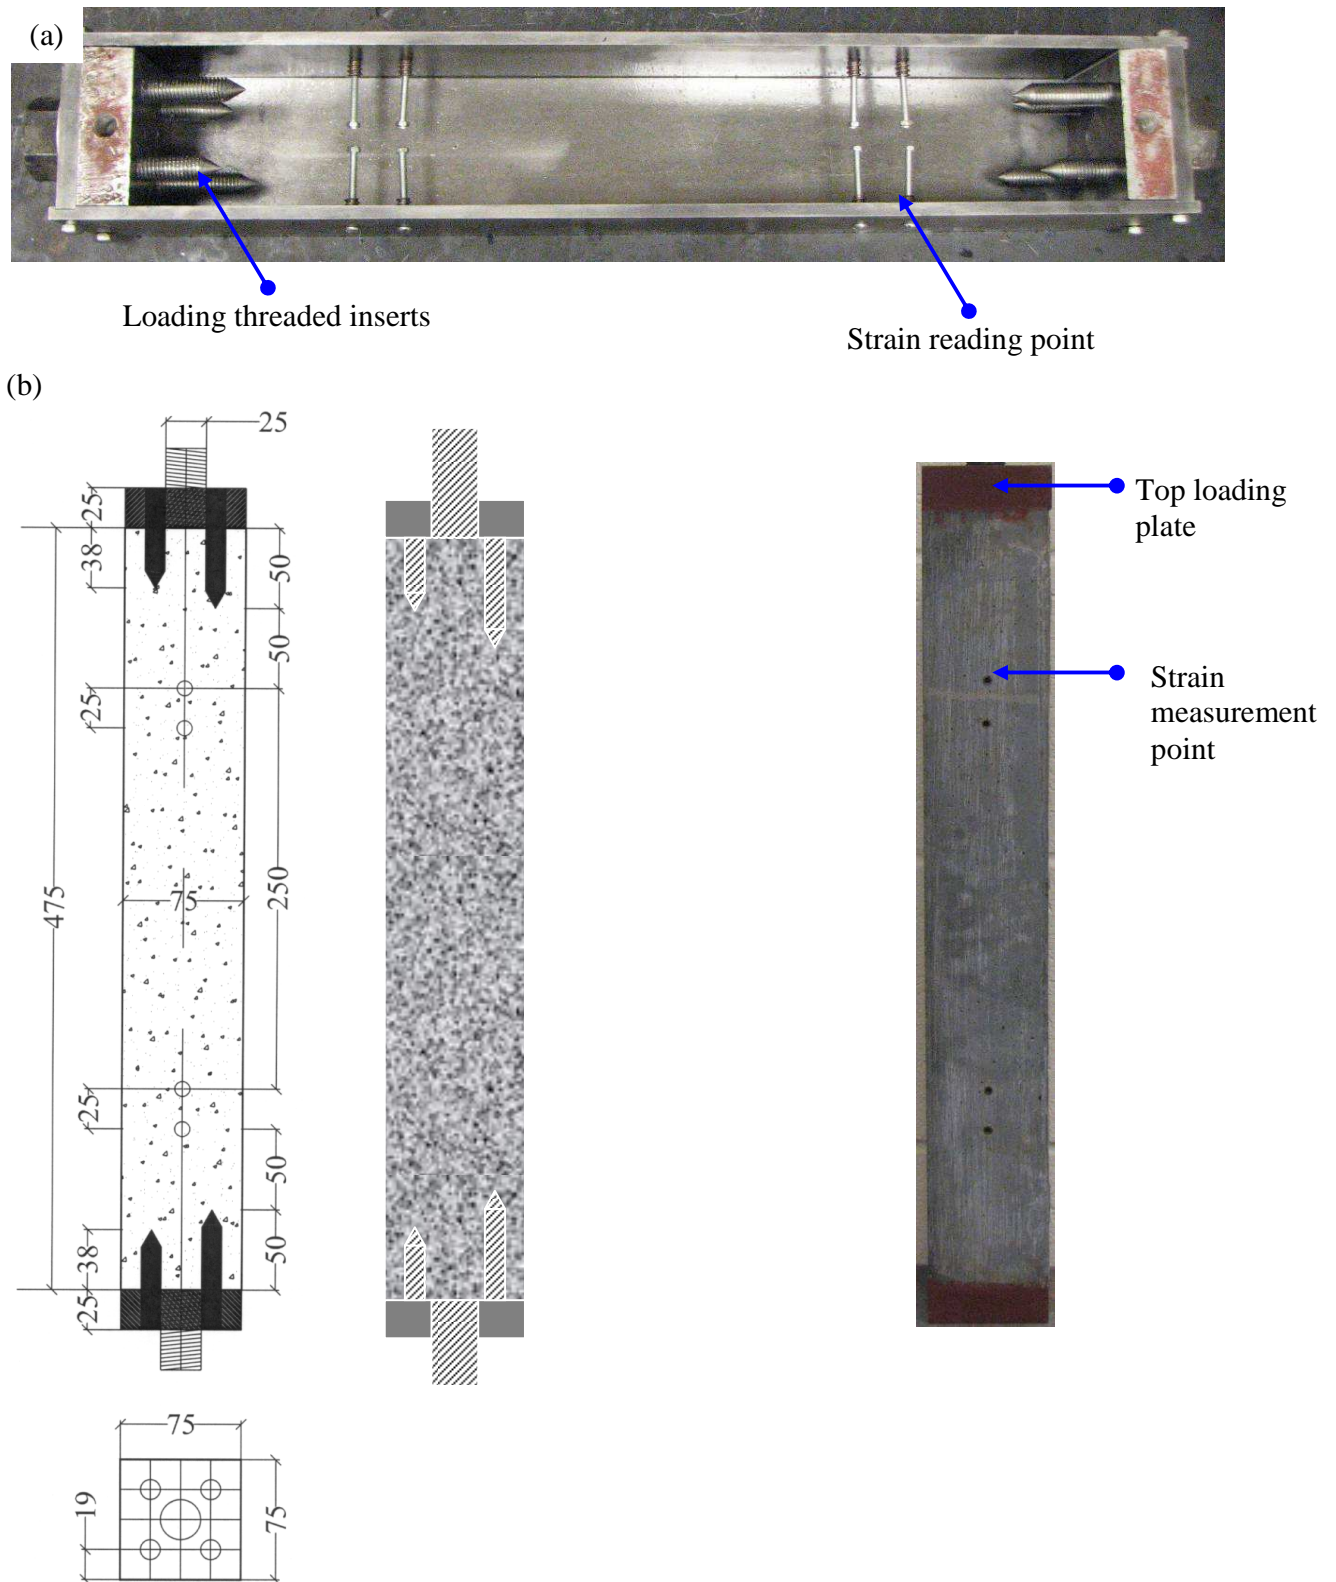 (a)
Loading threaded inserts
Strain reading point
(b)
25
25
38
50
50
25
475
75
250
25
50
38
50
25
75
19
75
Top loading
plate
Strain
measurement
point